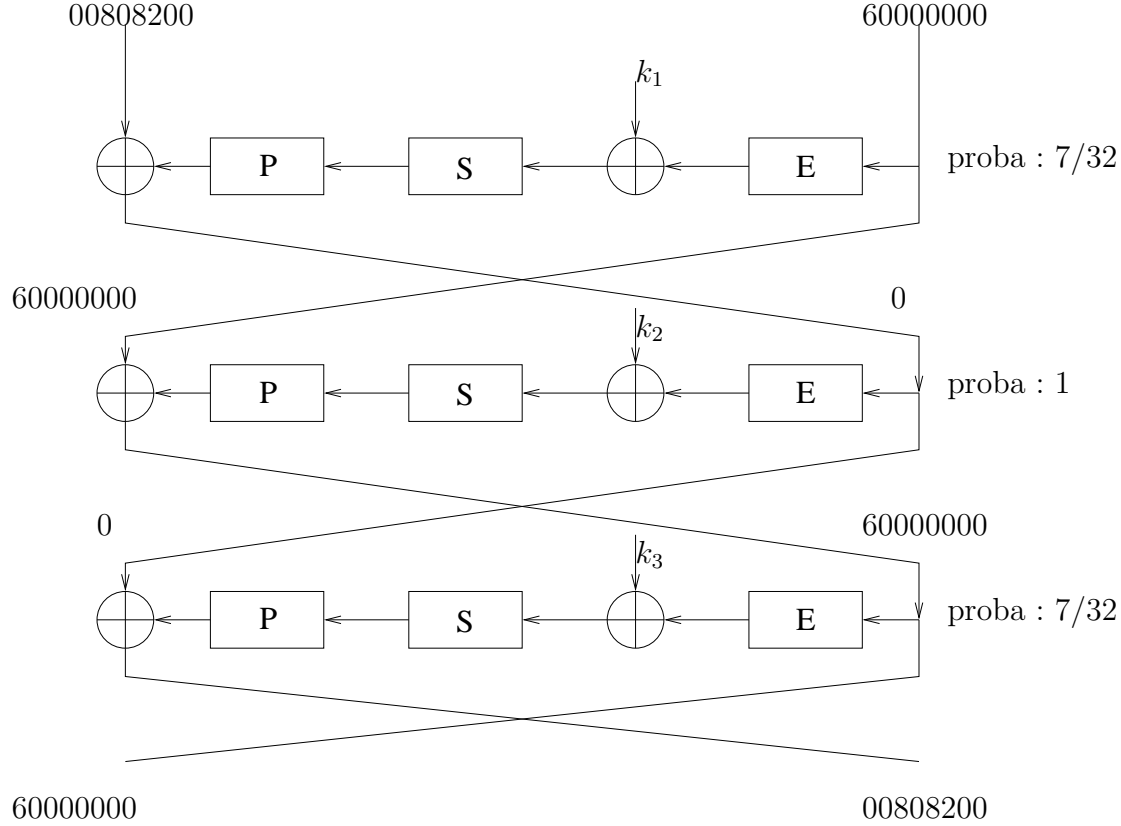 00808200 60000000
k1
P S E proba : 7/32
60000000 0
k2
P S E proba : 1
0 60000000
k3
P S E proba : 7/32
60000000 00808200